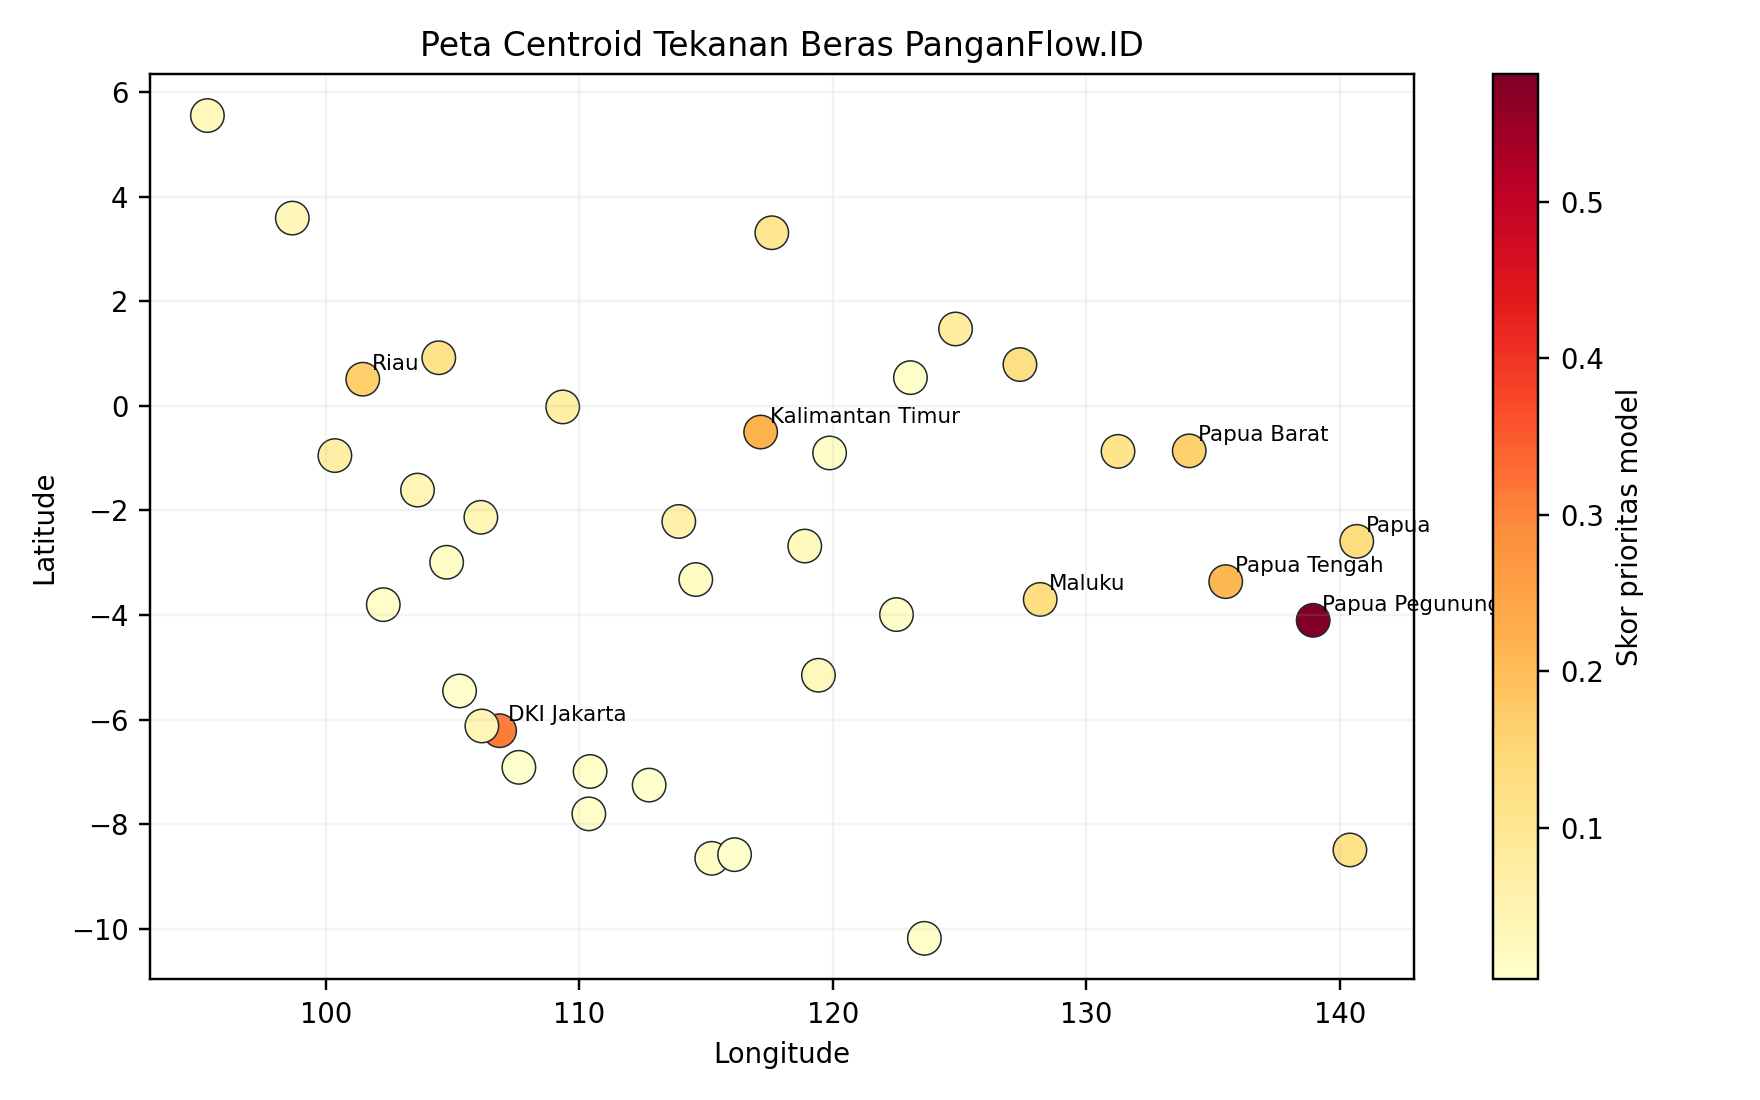 Peta Centroid Tekanan Beras PanganFlow.ID
6
4
2
0
−2
−4
−6
−8
−10
Latitude
Riau
Kalimantan Timur
Papua Barat
Papua
Papua Tengah
Maluku
Papua Pegunung
DKI Jakarta
100
110
120
130
140
Longitude
0.5
0.4
0.3
0.2
0.1
Skor prioritas model